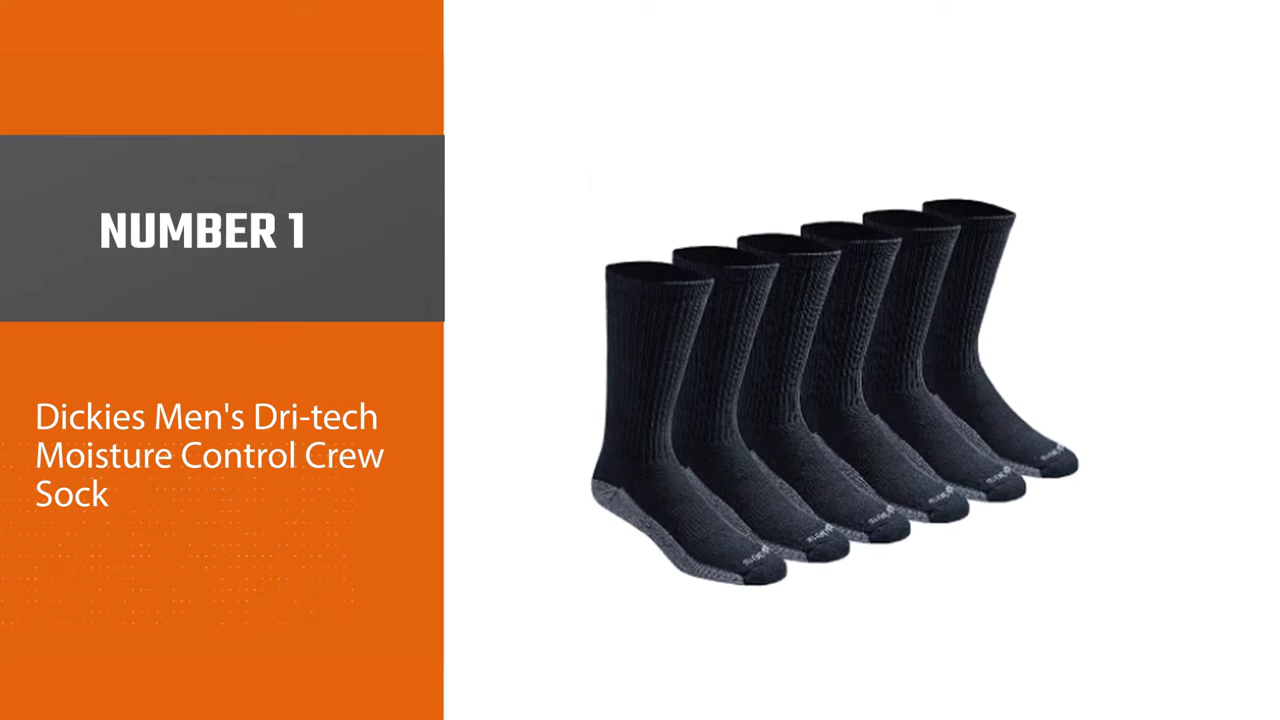 NUMBER 1
Dickies Men's Dri-tech
Moisture Control Crew
Sock